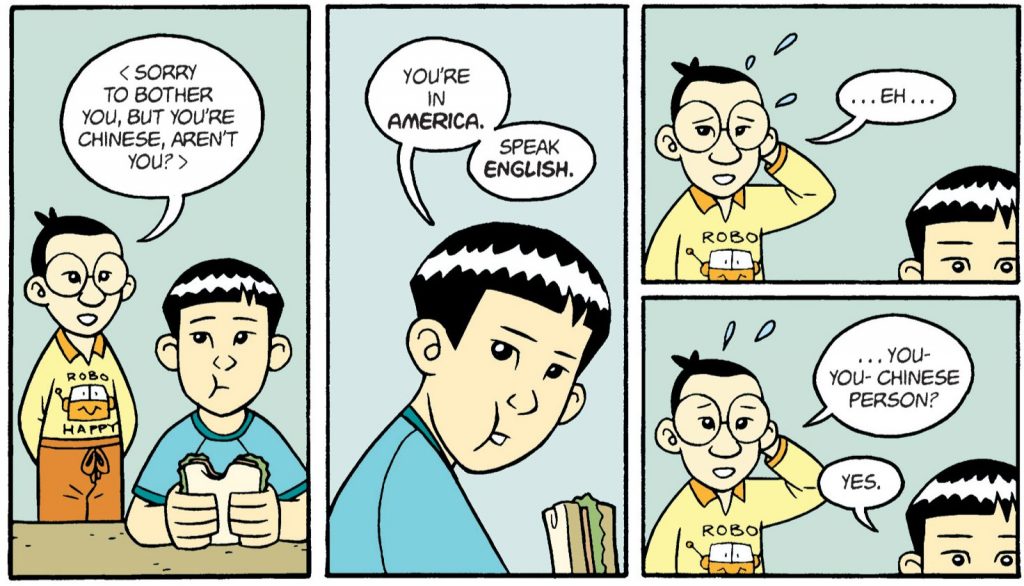 < SORRY
TO BOTHER
YOU, BUT YOU'RE
CHINESE, AREN'T
YOU? >
ROBO
HAPPY
YOU'RE
IN
AMERICA.
SPEAK
ENGLISH.
...EH...
ROBO
...YOU-
YOU- CHINESE
PERSON?
YES.
ROBO